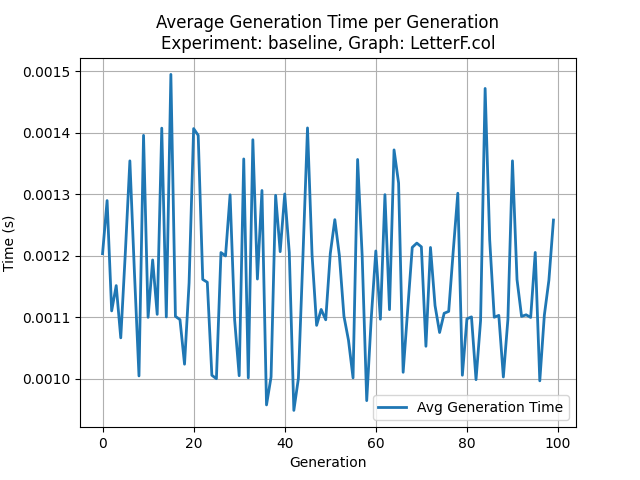 Average Generation Time per Generation
Experiment: baseline, Graph: LetterF.col
0.0015
0.0014
0.0013
0.0012
0.0011
0.0010
Time (s)
Avg Generation Time
0 20 40 60 80 100
Generation